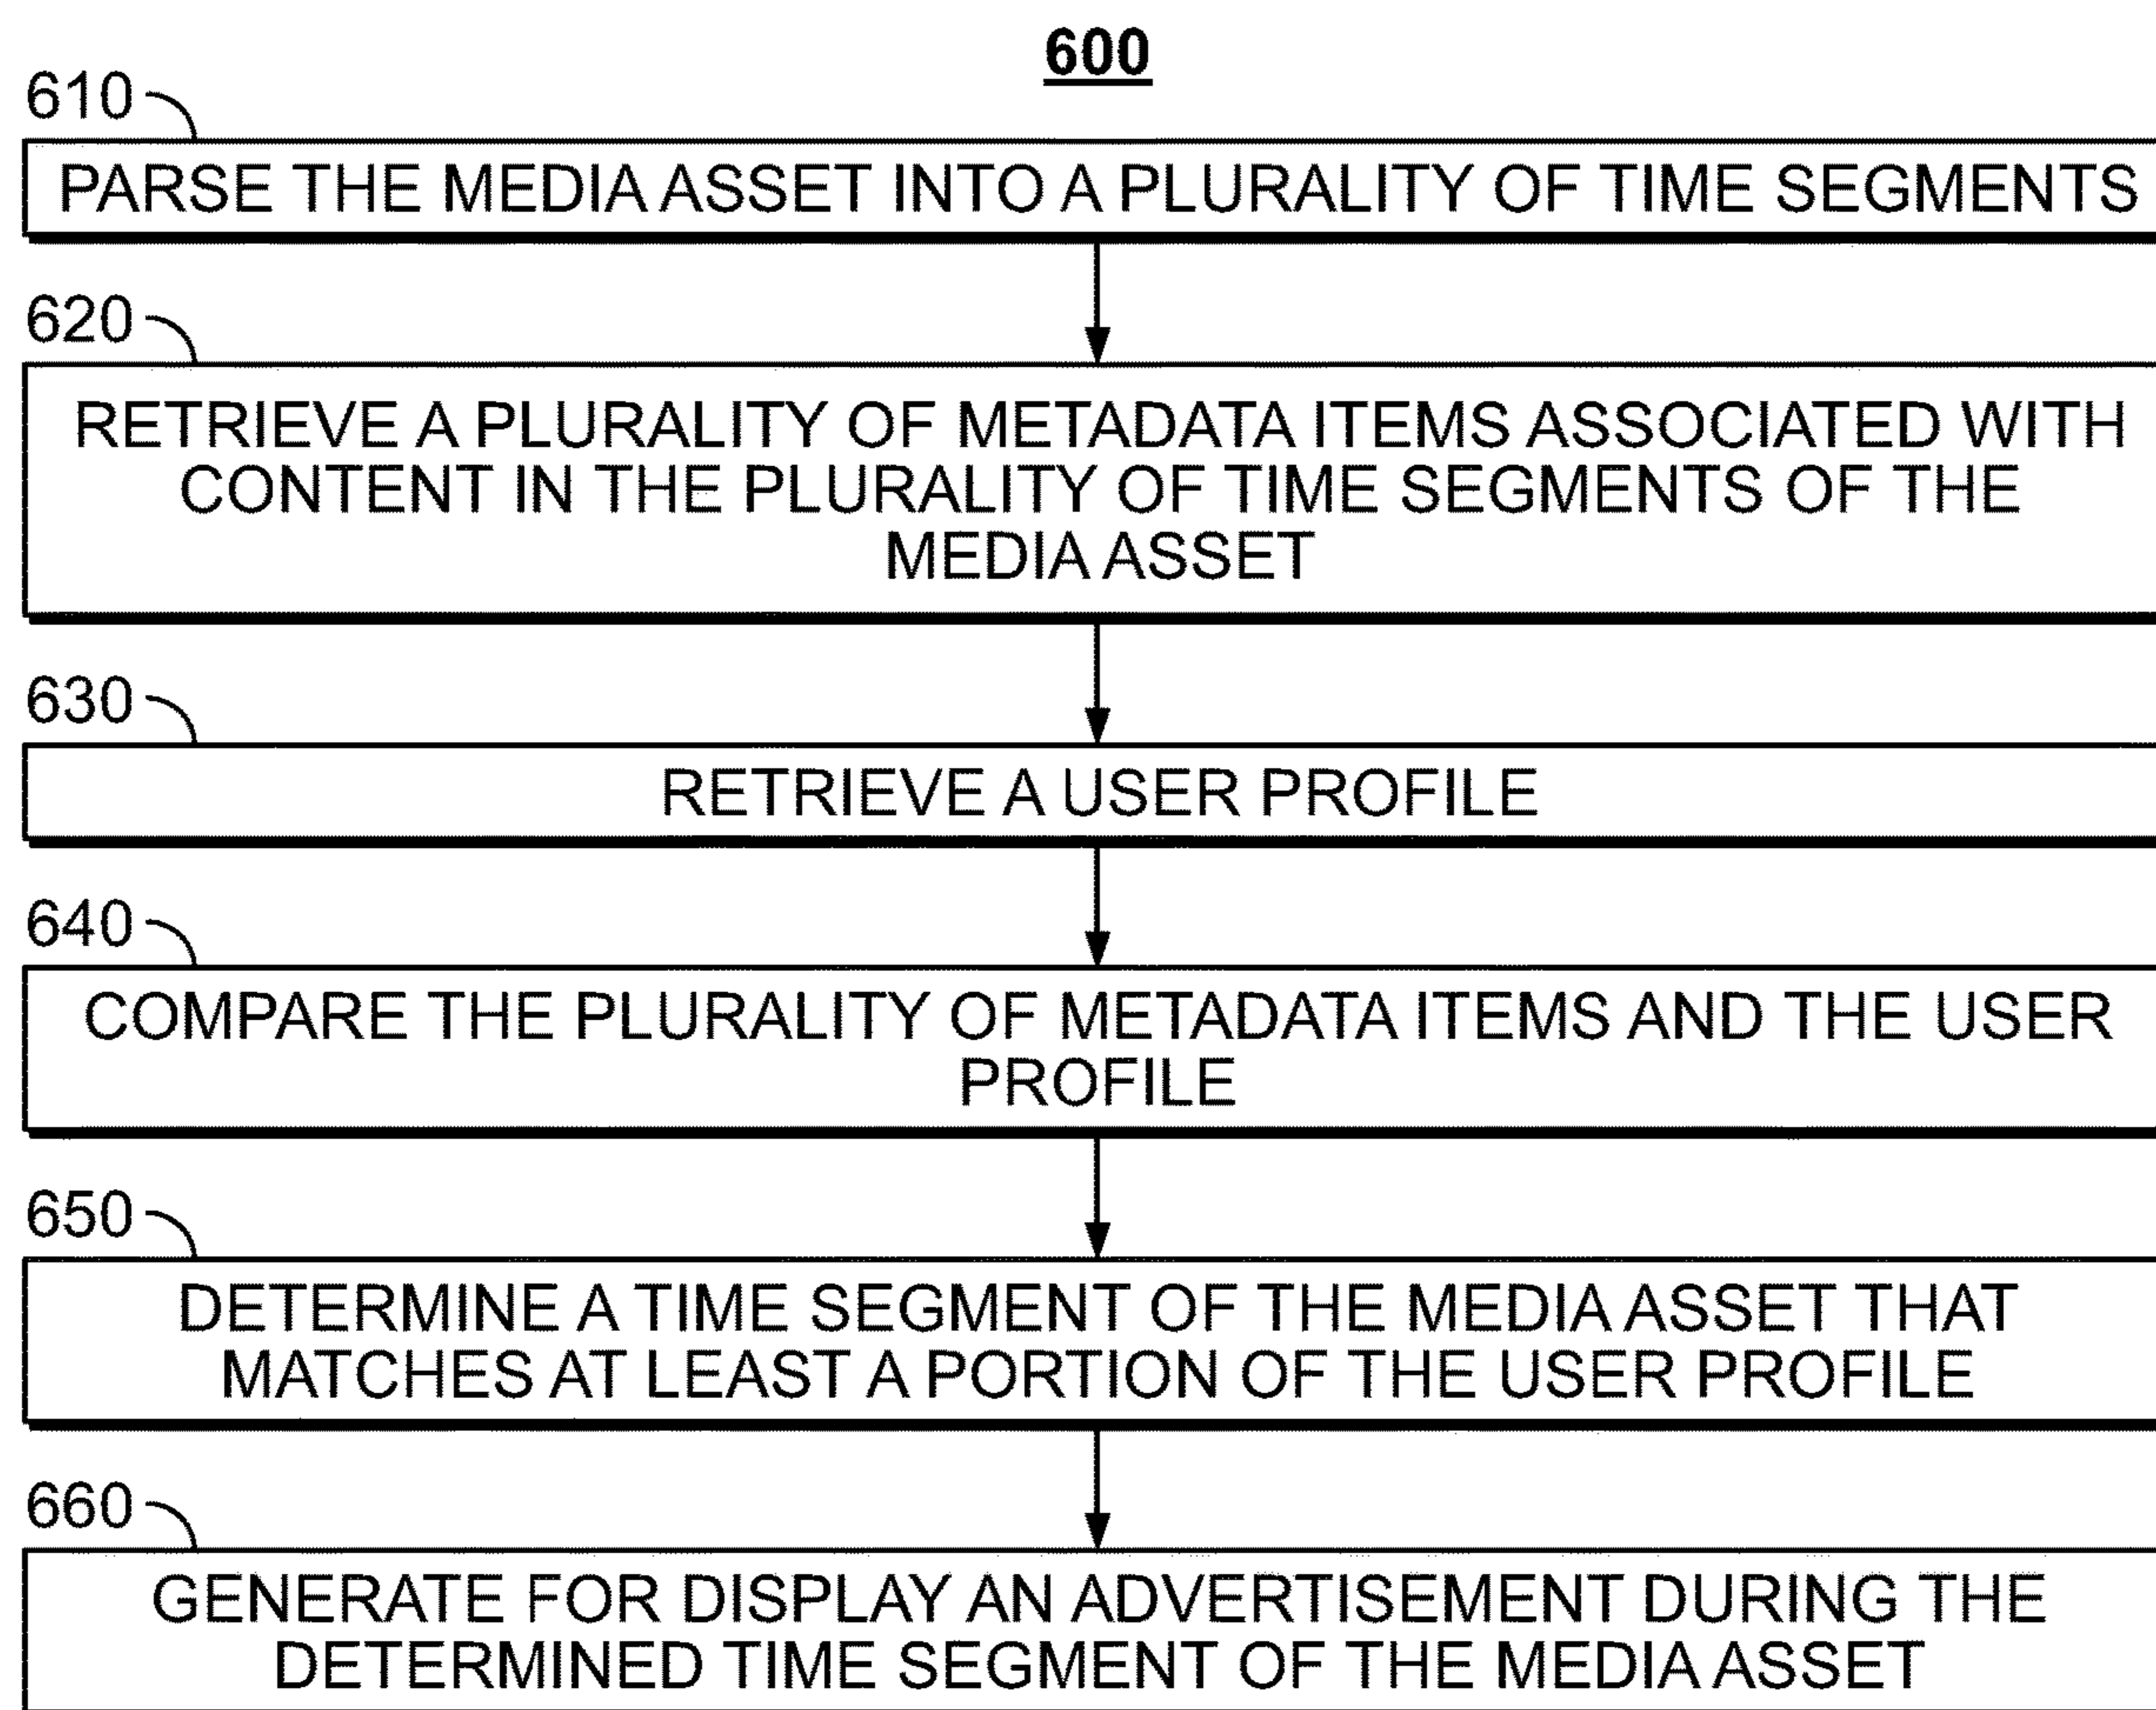 600
610
PARSE THE MEDIA ASSET INTO A PLURALITY OF TIME SEGMENTS
620
RETRIEVE A PLURALITY OF METADATA ITEMS ASSOCIATED WITH
CONTENT IN THE PLURALITY OF TIME SEGMENTS OF THE
MEDIA ASSET
630
RETRIEVE A USER PROFILE
640
COMPARE THE PLURALITY OF METADATA ITEMS AND THE USER
PROFILE
650
DETERMINE A TIME SEGMENT OF THE MEDIA ASSET THAT
MATCHES AT LEAST A PORTION OF THE USER PROFILE
660
GENERATE FOR DISPLAY AN ADVERTISEMENT DURING THE
DETERMINED TIME SEGMENT OF THE MEDIA ASSET